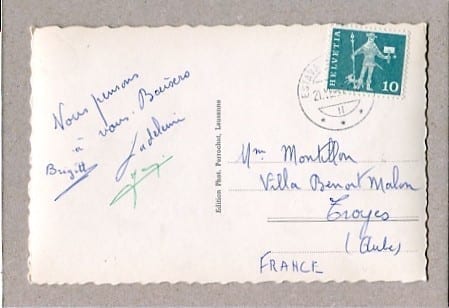 Nous pensons
à vous. Baisers
Brigitte
Madeleine
Edition Phot. Perrochet, Lausanne
HELVETIA
10
Mme Montillon
Villa Benoit Malon
Troyes
(Aube)
FRANCE